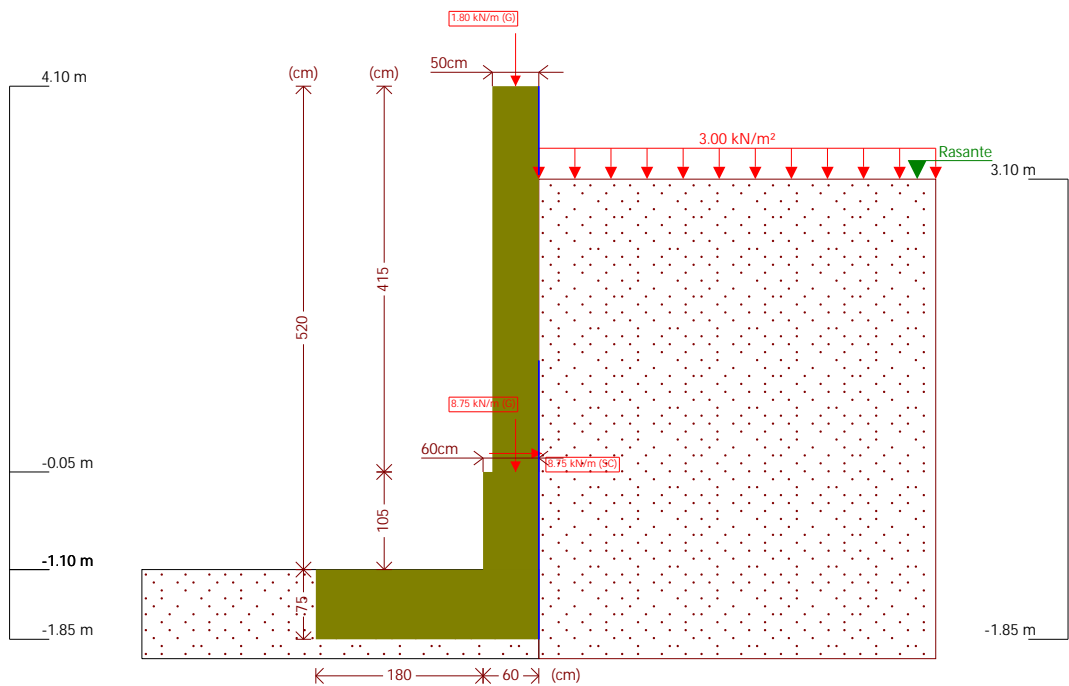 1.80 kN/m (G)
50cm
(cm)
(cm)
4.10 m
3.00 kN/m²
Rasante
3.10 m
415
520
8.75 kN/m (G)
60cm
8.75 kN/m (SC)
-0.05 m
105
-1.10 m
75
-1.85 m
-1.85 m
180
60
(cm)